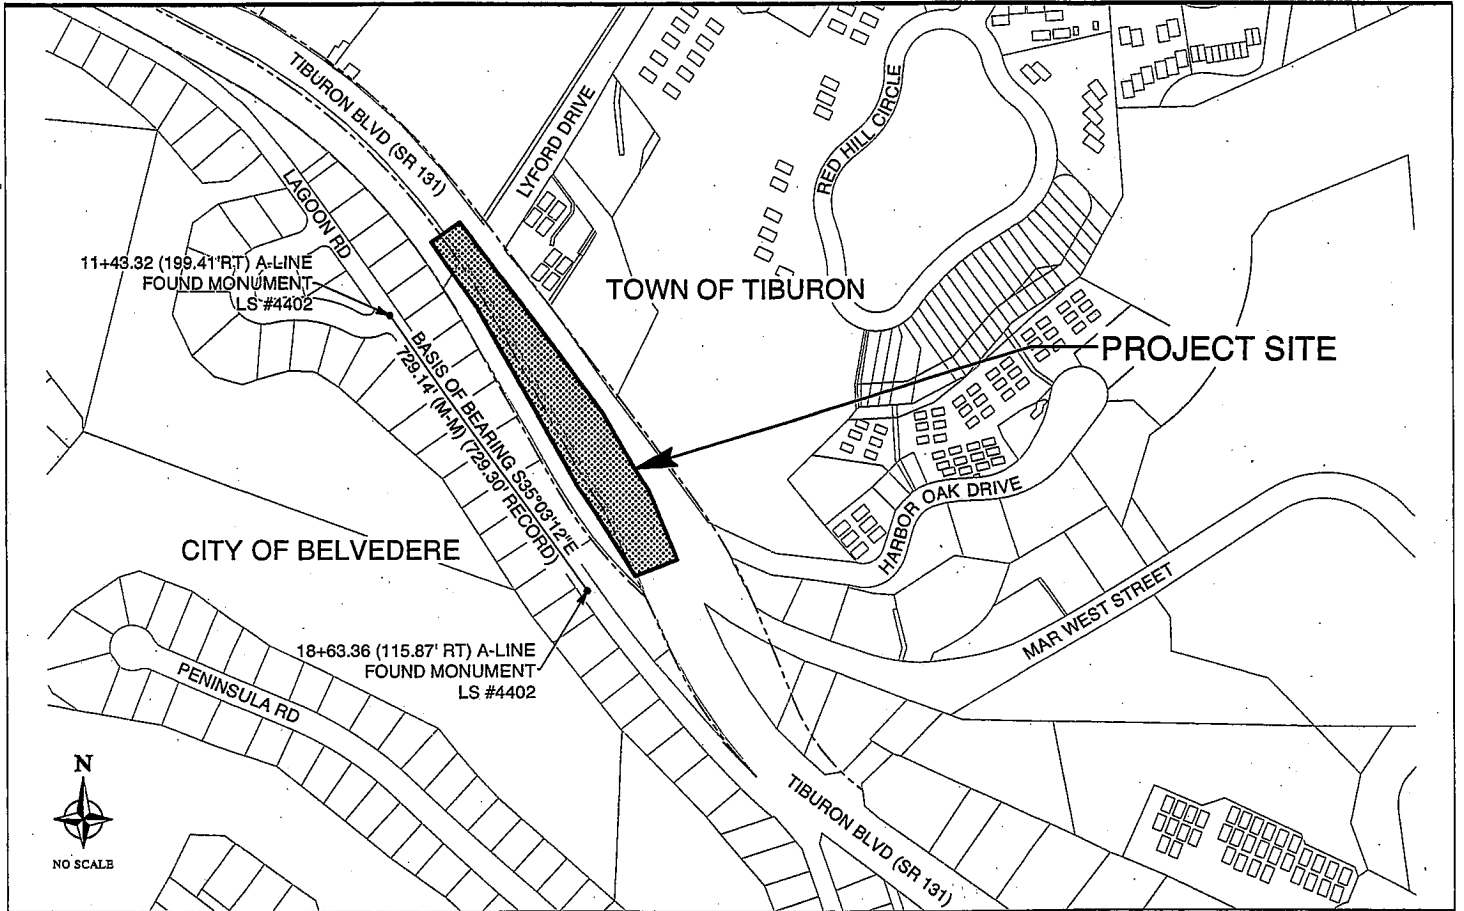 TIBURON BLVD (SR 131)
LYFORD DRIVE
RED HILL CIRCLE
LAGOON RD
11+43.32 (199.41' RT) A-LINE
FOUND MONUMENT
LS #4402
TOWN OF TIBURON
PROJECT SITE
BASIS OF BEARING S35°03'12"E
729.14' (M-M) (729.30' RECORD)
HARBOR OAK DRIVE
CITY OF BELVEDERE
MAR WEST STREET
18+63.36 (115.87' RT) A-LINE
FOUND MONUMENT
LS #4402
PENINSULA RD
N
NO SCALE
TIBURON BLVD (SR 131)